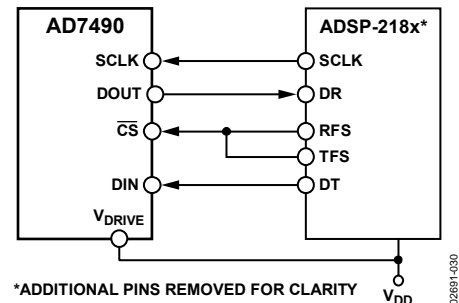 AD7490
ADSP-218x*
SCLK
SCLK
DOUT
DR
CS
RFS
TFS
DIN
DT
VDRIVE
*ADDITIONAL PINS REMOVED FOR CLARITY
VDD
02691-030